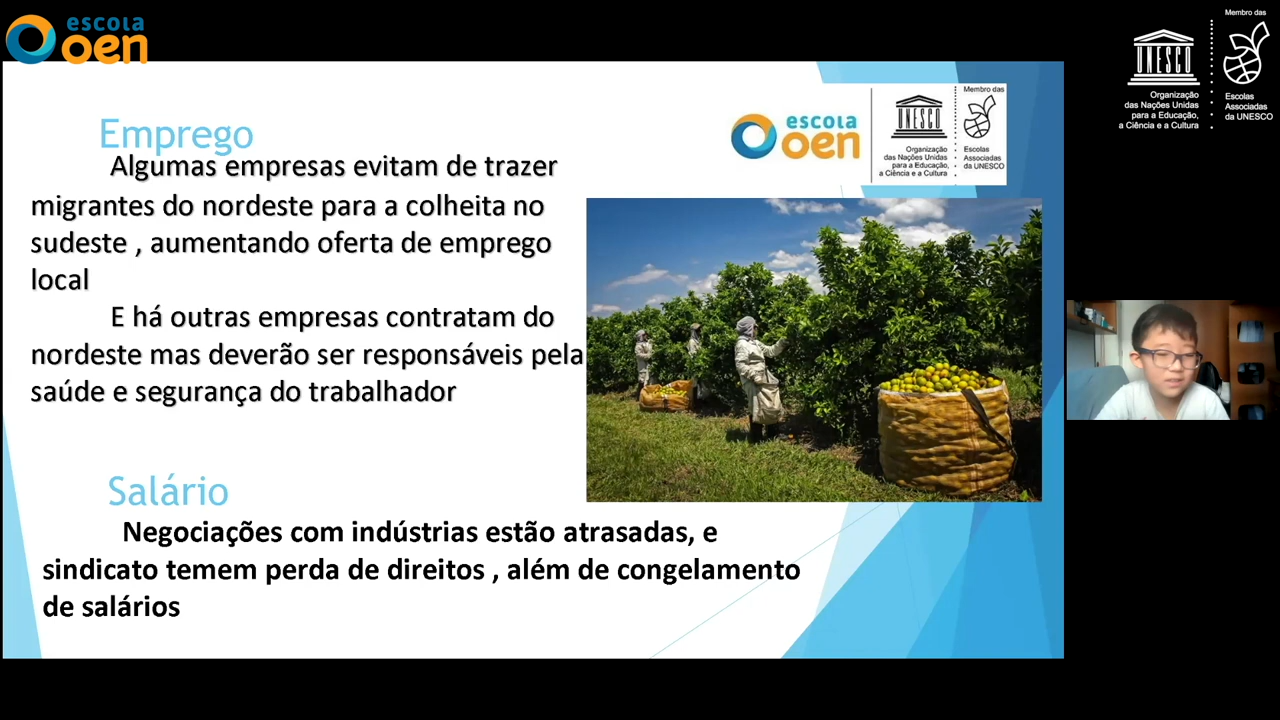 escola
oen
UNESCO
Organização
das Nações Unidas
para a Educação,
a Ciência e a Cultura
Membro das
Escolas
Associadas
da UNESCO
escola
oen
UNESCO
Organização
das Nações Unidas
para a Educação,
a Ciência e a Cultura
Membro das
Escolas
Associadas
da UNESCO
Emprego
Algumas empresas evitam de trazer
migrantes do nordeste para a colheita no
sudeste , aumentando oferta de emprego
local
E há outras empresas contratam do
nordeste mas deverão ser responsáveis pela
saúde e segurança do trabalhador
Salário
Negociações com indústrias estão atrasadas, e
sindicato temem perda de direitos , além de congelamento
de salários